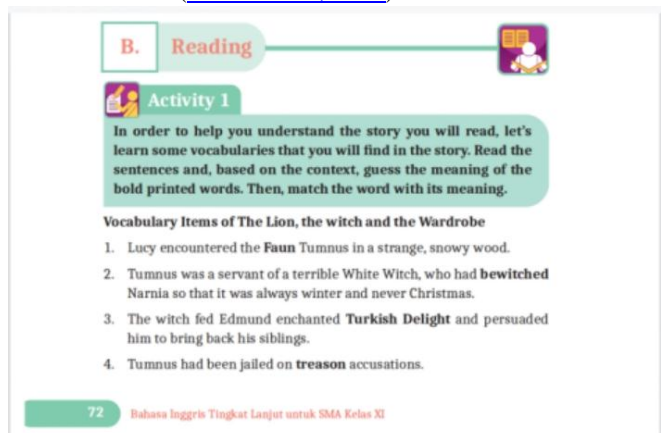 B. Reading
Activity 1
In order to help you understand the story you will read, let's
learn some vocabularies that you will find in the story. Read the
sentences and, based on the context, guess the meaning of the
bold printed words. Then, match the word with its meaning.
Vocabulary Items of The Lion, the witch and the Wardrobe
1. Lucy encountered the Faun Tumnus in a strange, snowy wood.
2. Tumnus was a servant of a terrible White Witch, who had bewitched
Narnia so that it was always winter and never Christmas.
3. The witch fed Edmund enchanted Turkish Delight and persuaded
him to bring back his siblings.
4. Tumnus had been jailed on treason accusations.
72 Bahasa Inggris Tingkat Lanjut untuk SMA Kelas XI